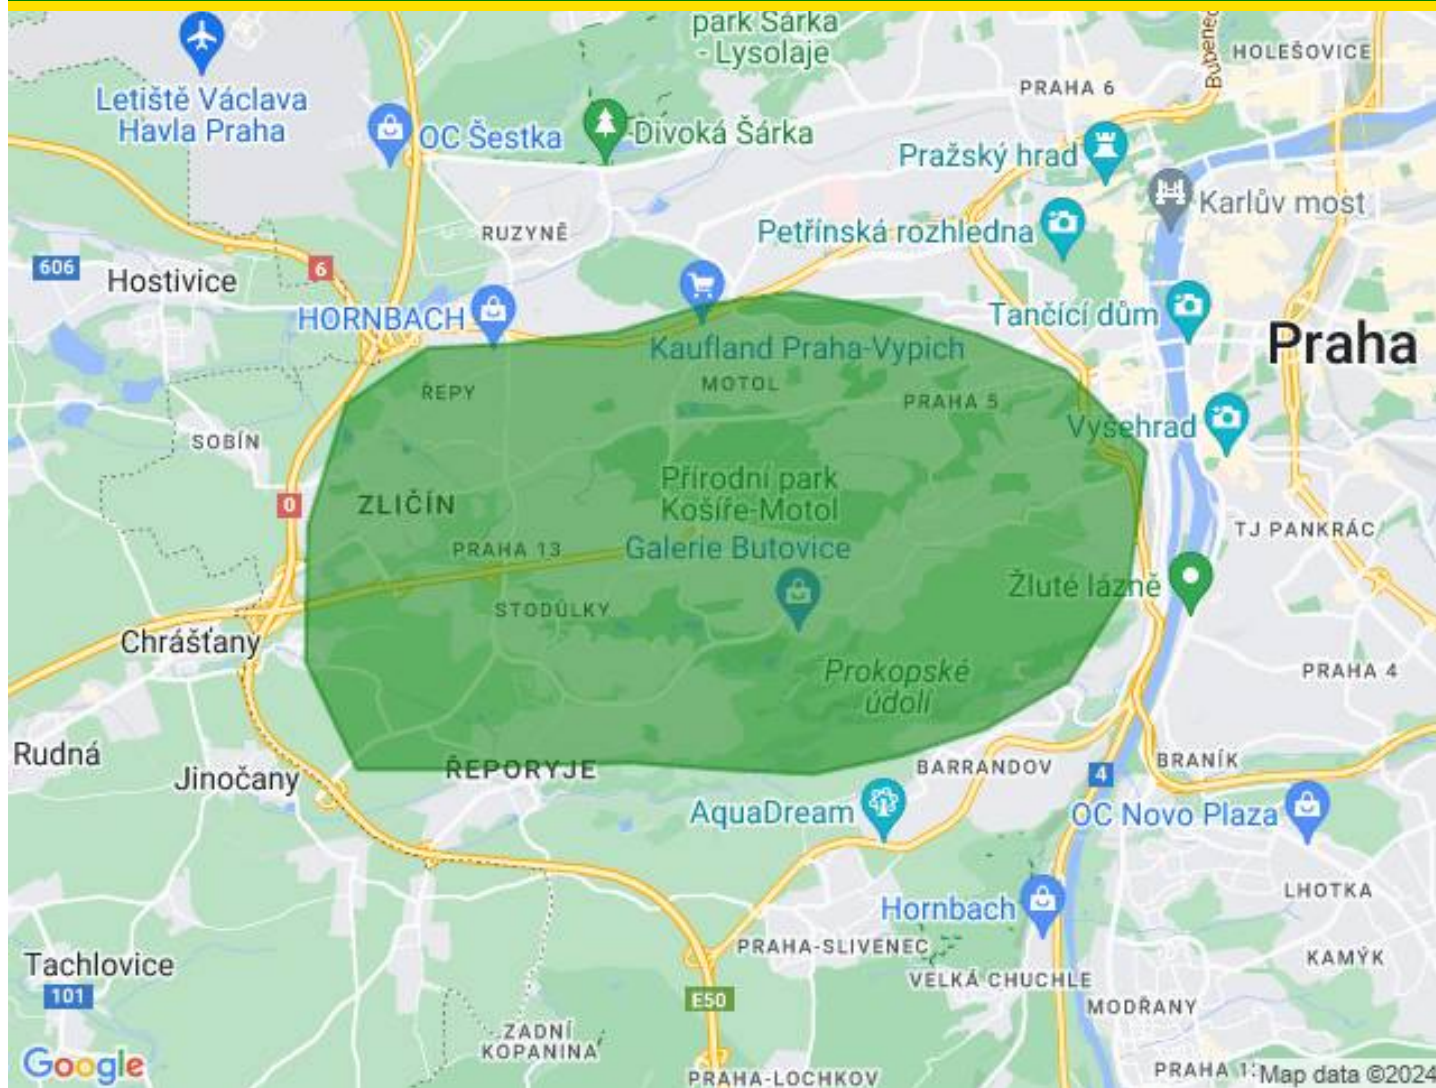 park Šárka
- Lysolaje
Bubeneč
HOLEŠOVICE
PRAHA 6
Letiště Václava
Havla Praha
OC Šestka
Divoká Šárka
Pražský hrad
Karlův most
RUZYNĚ
Petřínská rozhledna
606
6
Hostivice
HORNBACH
Tančící dům
Praha
Kaufland Praha-Vypich
MOTOL
ŘEPY
PRAHA 5
Vyšehrad
SOBÍN
Přírodní park
Košíře-Motol
0
ZLIČÍN
TJ PANKRÁC
PRAHA 13
Galerie Butovice
Žluté lázně
STODŮLKY
Chrášťany
Prokopské
údolí
PRAHA 4
Rudná
Jinočany
ŘEPORYJE
BARRANDOV
4
BRANÍK
AquaDream
OC Novo Plaza
Hornbach
LHOTKA
PRAHA-SLIVENEC
KAMÝK
Tachlovice
101
VELKÁ CHUCHLE
E50
MODŘANY
ZADNÍ
KOPANINA
Google
PRAHA-LOCHKOV
PRAHA 1
Map data ©2024